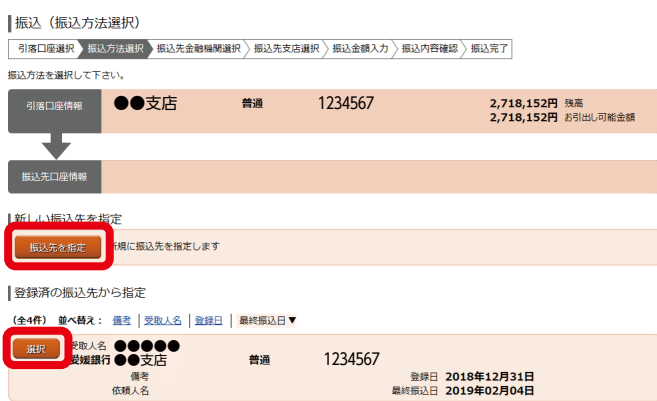 振込（振込方法選択）
引落口座選択 振込方法選択 振込先金融機関選択 振込先支店選択 振込金額入力 振込内容確認 振込完了
振込方法を選択して下さい。
引落口座情報 ●●支店 普通 1234567 2,718,152円 残高
2,718,152円 お引出し可能金額
振込先口座情報
新しい振込先を指定
振込先を指定 新規に振込先を指定します
登録済の振込先から指定
(全4件) 並べ替え： 備考 受取人名 登録日 最終振込日▼
選択 受取人名 ●●●●●
愛媛銀行 ●●支店 普通 1234567
備考 登録日 2018年12月31日
依頼人名 最終振込日 2019年02月04日